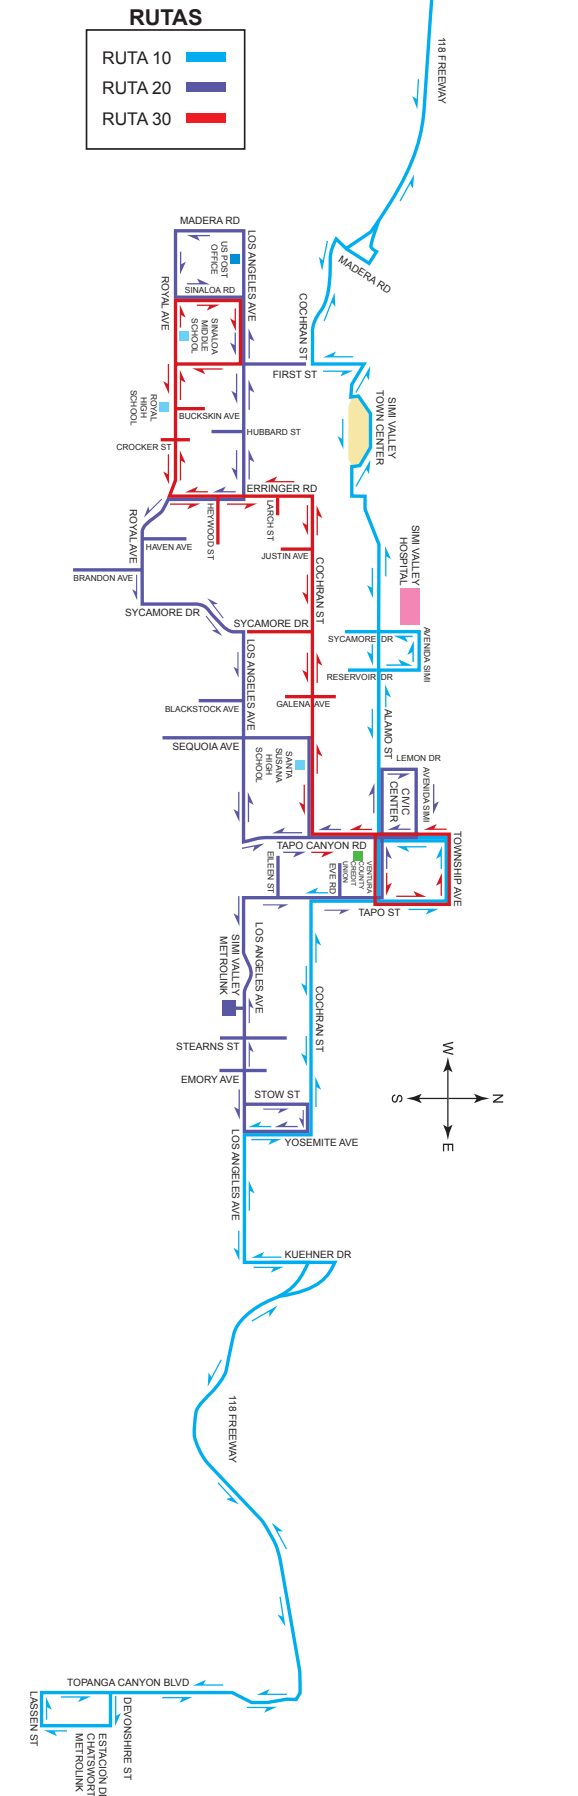 RUTAS
RUTA 10
RUTA 20
RUTA 30
118 FREEWAY
MADERA RD
MADERA RD
LOS ANGELES AVE
US POST
OFFICE
SINALOA RD
ROYAL AVE
SINALOA
MIDDLE
SCHOOL
COCHRAN ST
FIRST ST
SIMI VALLEY
TOWN CENTER
ROYAL
HIGH
SCHOOL
BUCKSKIN AVE
HUBBARD ST
CROCKER ST
ERRINGER RD
HEYWOOD ST
LARCH ST
ROYAL AVE
HAVEN AVE
JUSTIN AVE
BRANDON AVE
COCHRAN ST
SIMI VALLEY
HOSPITAL
SYCAMORE DR
SYCAMORE DR
SYCAMORE DR
AVENIDA SIMI
RESERVOIR DR
LOS ANGELES AVE
BLACKSTOCK AVE
GALENA AVE
ALAMO ST
SEQUOIA AVE
SANTA
SUSANA
HIGH
SCHOOL
LEMON DR
CIVIC
CENTER
AVENIDA SIMI
TAPO CANYON RD
TOWNSHIP AVE
EILEEN ST
EVE RD
VENTURA
COUNTY
CREDIT
UNION
TAPO ST
LOS ANGELES AVE
SIMI VALLEY
METROLINK
COCHRAN ST
STEARNS ST
EMORY AVE
STOW ST
YOSEMITE AVE
LOS ANGELES AVE
W
N
S
E
KUEHNER DR
118 FREEWAY
TOPANGA CANYON BLVD
LASSEN ST
DEVONSHIRE ST
ESTACIÓN DE
CHATSWORT
METROLINK